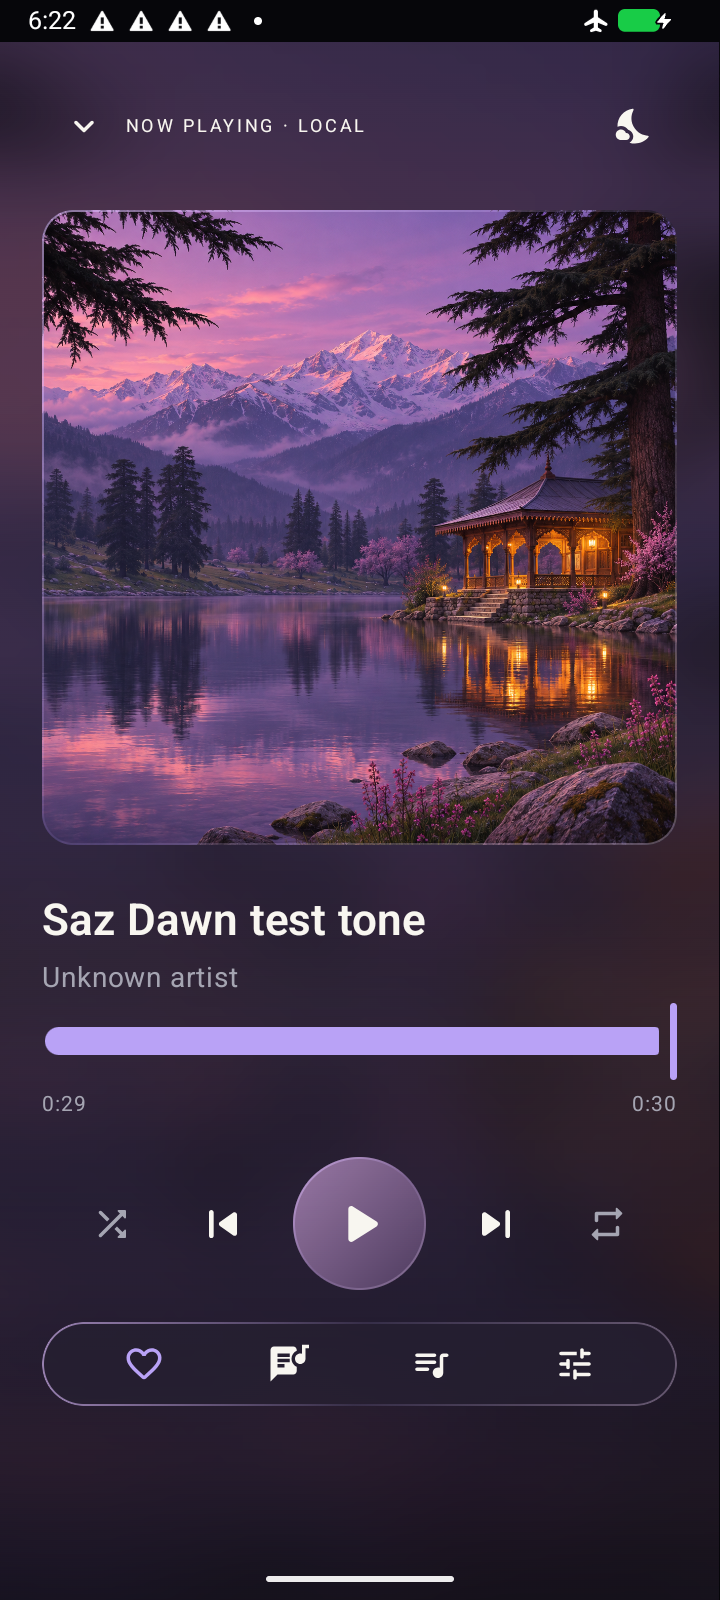 6:22
NOW PLAYING · LOCAL
Saz Dawn test tone
Unknown artist
0:29
0:30